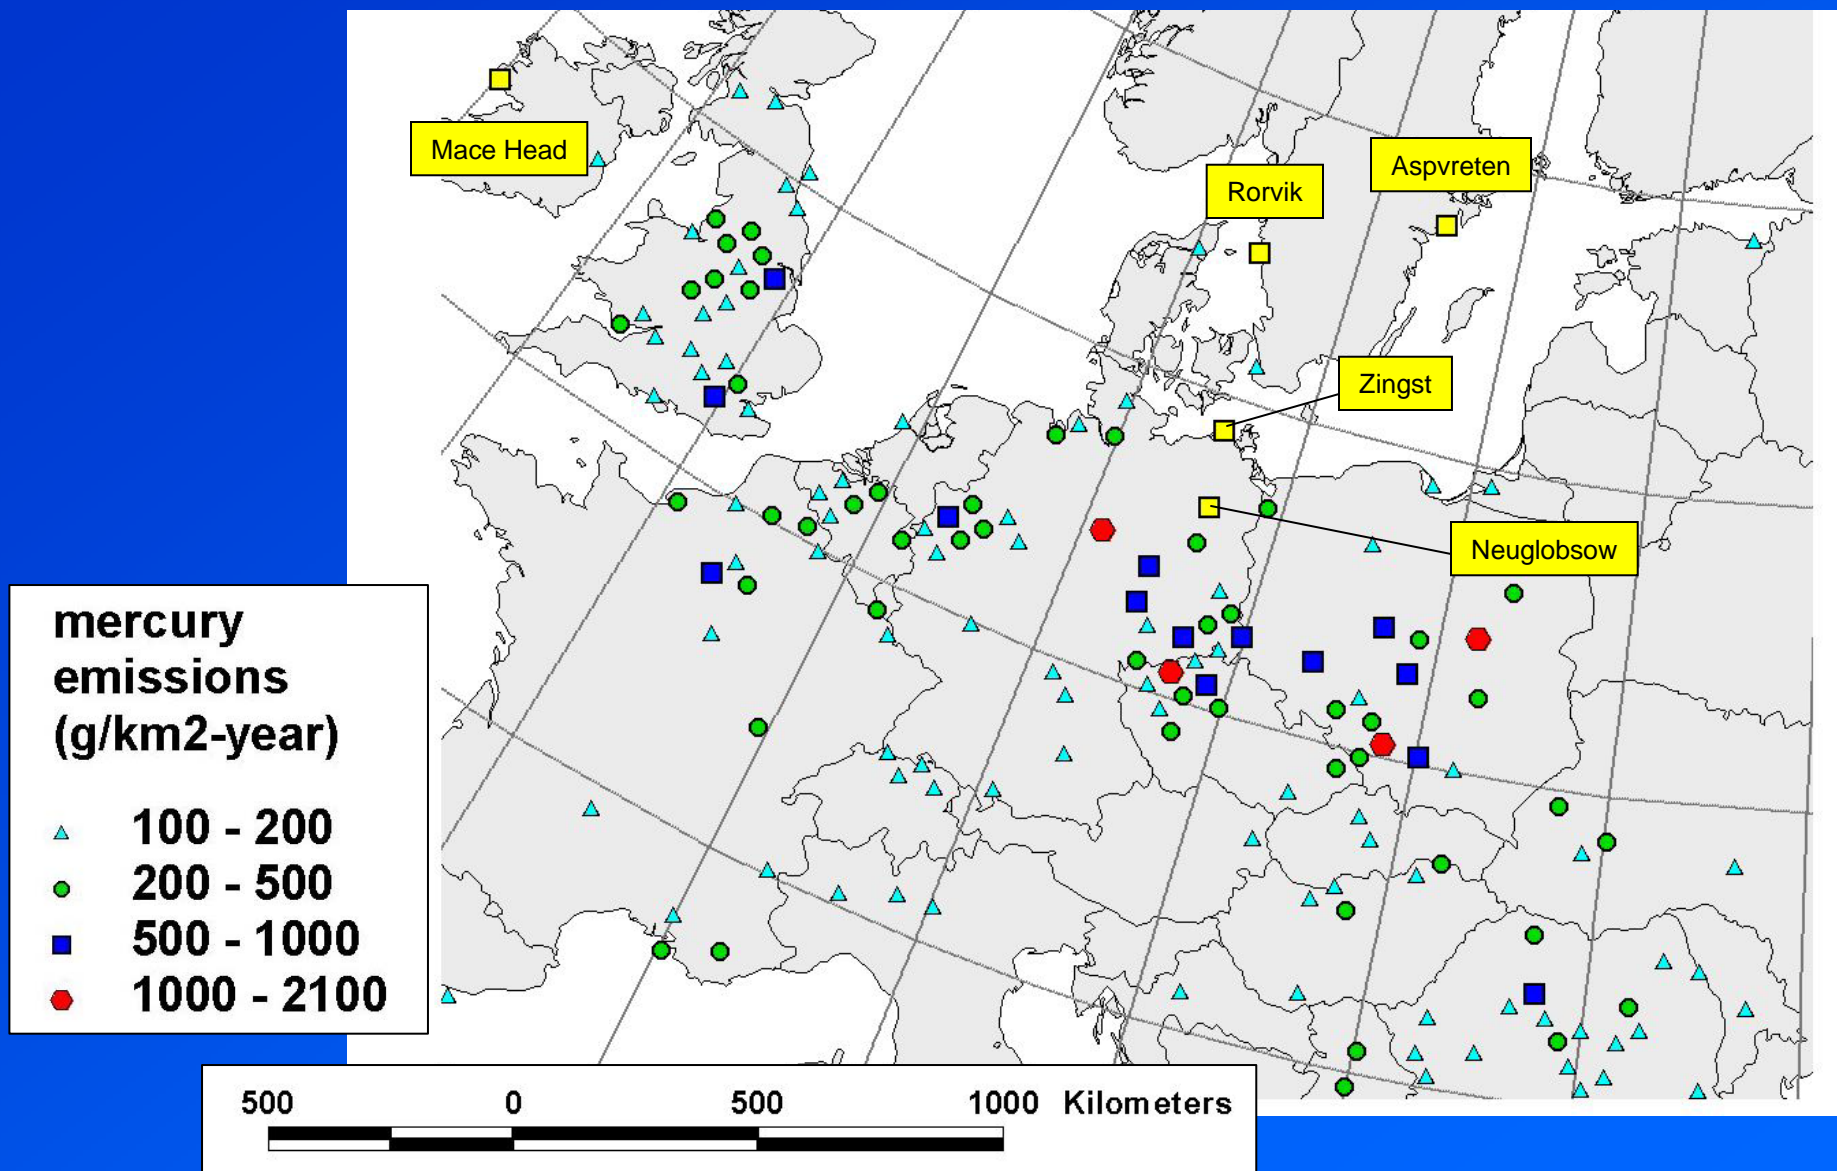 Mace Head
Rorvik
Aspvreten
Zingst
Neuglobsow
mercury
emissions
(g/km2-year)
100 - 200
200 - 500
500 - 1000
1000 - 2100
500 0 500 1000 Kilometers